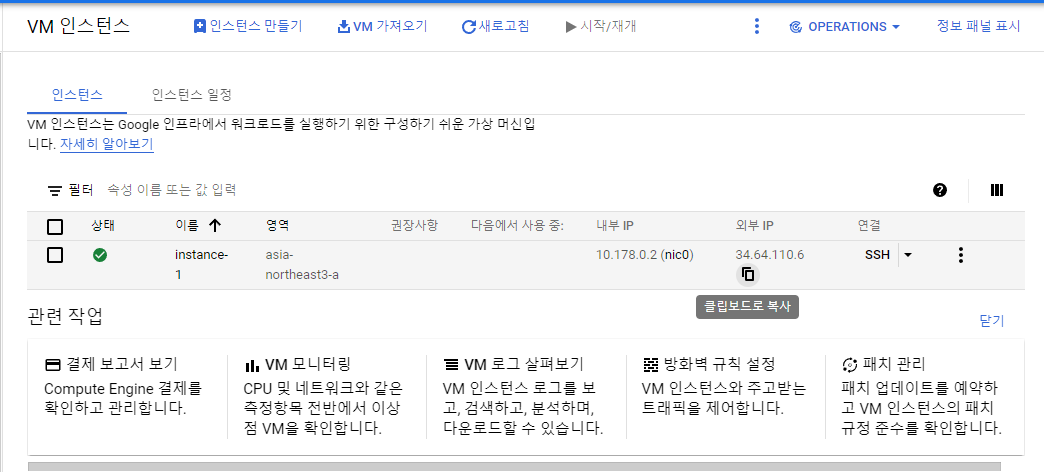 VM 인스턴스 인스턴스 만들기 VM 가져오기 새로고침 시작/재개 OPERATIONS 정보 패널 표시
인스턴스 인스턴스 일정
VM 인스턴스는 Google 인프라에서 워크로드를 실행하기 위한 구성하기 쉬운 가상 머신입
니다. 자세히 알아보기
필터 속성 이름 또는 값 입력
상태 이름 영역 권장사항 다음에서 사용 중: 내부 IP 외부 IP 연결
instance- asia- 10.178.0.2 (nic0) 34.64.110.6 SSH
1 northeast3-a
클립보드로 복사
관련 작업
닫기
결제 보고서 보기
Compute Engine 결제를
확인하고 관리합니다.
VM 모니터링
CPU 및 네트워크와 같은
측정항목 전반에서 이상
점 VM을 확인합니다.
VM 로그 살펴보기
VM 인스턴스 로그를 보
고, 검색하고, 분석하며,
다운로드할 수 있습니다.
방화벽 규칙 설정
VM 인스턴스와 주고받는
트래픽을 제어합니다.
패치 관리
패치 업데이트를 예약하
고 VM 인스턴스의 패치
규정 준수를 확인합니다.